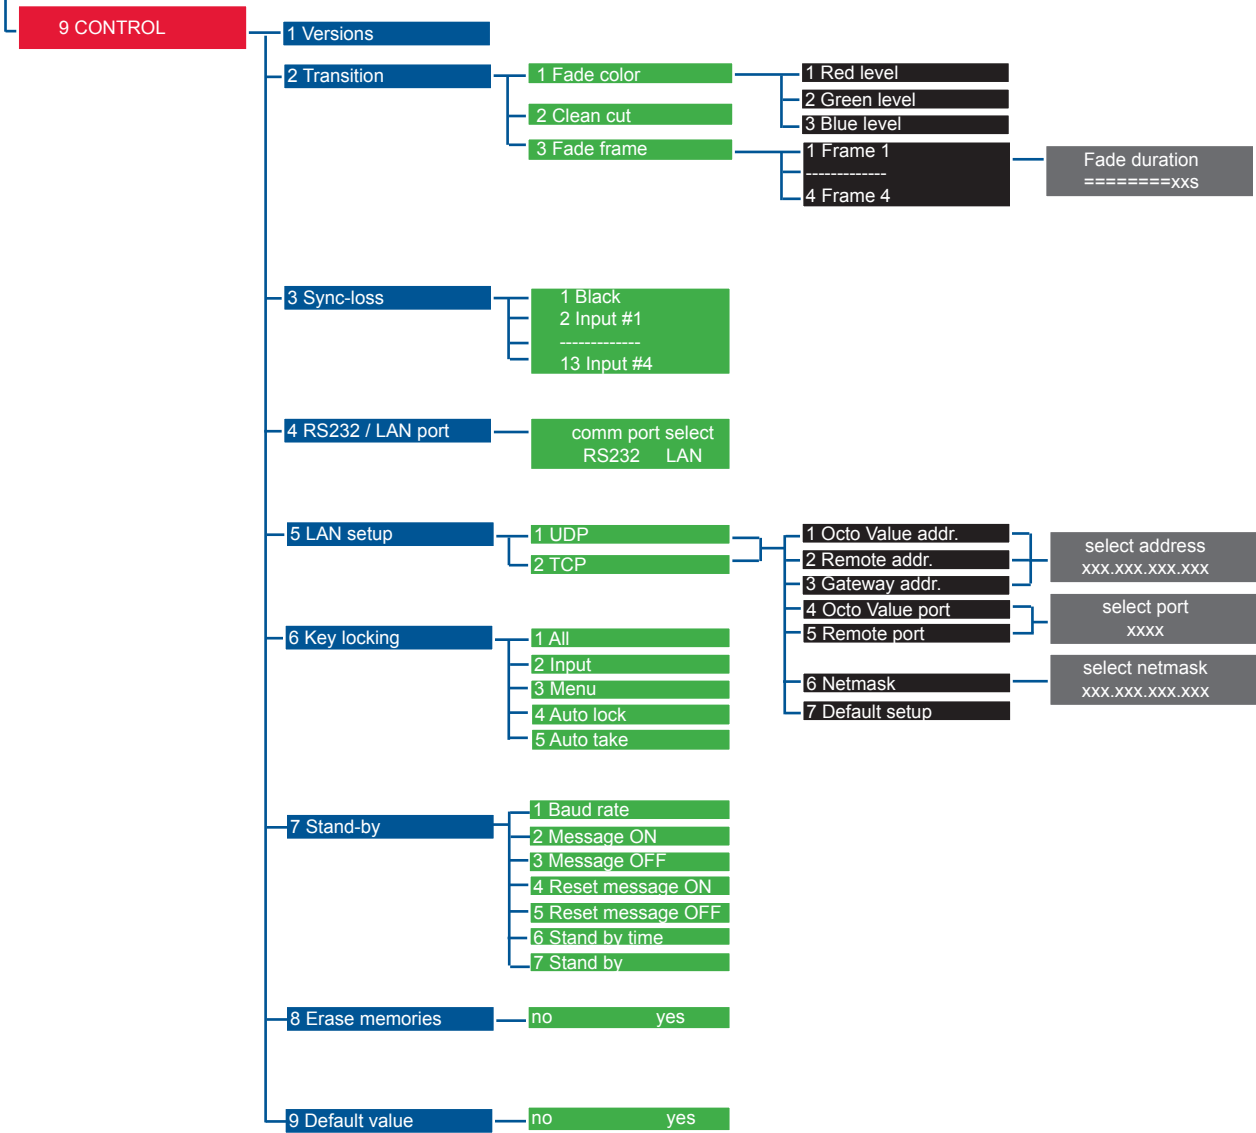 9 CONTROL
1 Versions
2 Transition
1 Fade color
1 Red level
2 Green level
3 Blue level
2 Clean cut
3 Fade frame
1 Frame 1
-------------
4 Frame 4
Fade duration
========xxs
3 Sync-loss
1 Black
2 Input #1
-------------
13 Input #4
4 RS232 / LAN port
comm port select
RS232 LAN
5 LAN setup
1 UDP
2 TCP
1 Octo Value addr.
2 Remote addr.
3 Gateway addr.
4 Octo Value port
5 Remote port
6 Netmask
7 Default setup
select address
xxx.xxx.xxx.xxx
select port
xxxx
select netmask
xxx.xxx.xxx.xxx
6 Key locking
1 All
2 Input
3 Menu
4 Auto lock
5 Auto take
7 Stand-by
1 Baud rate
2 Message ON
3 Message OFF
4 Reset message ON
5 Reset message OFF
6 Stand by time
7 Stand by
8 Erase memories
no yes
9 Default value
no yes